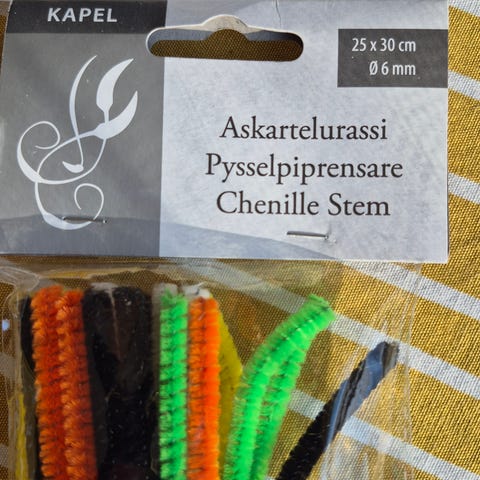 KAPEL
25 x 30 cm
Ø 6 mm
Askartelurassi
Pysselpiprensare
Chenille Stem